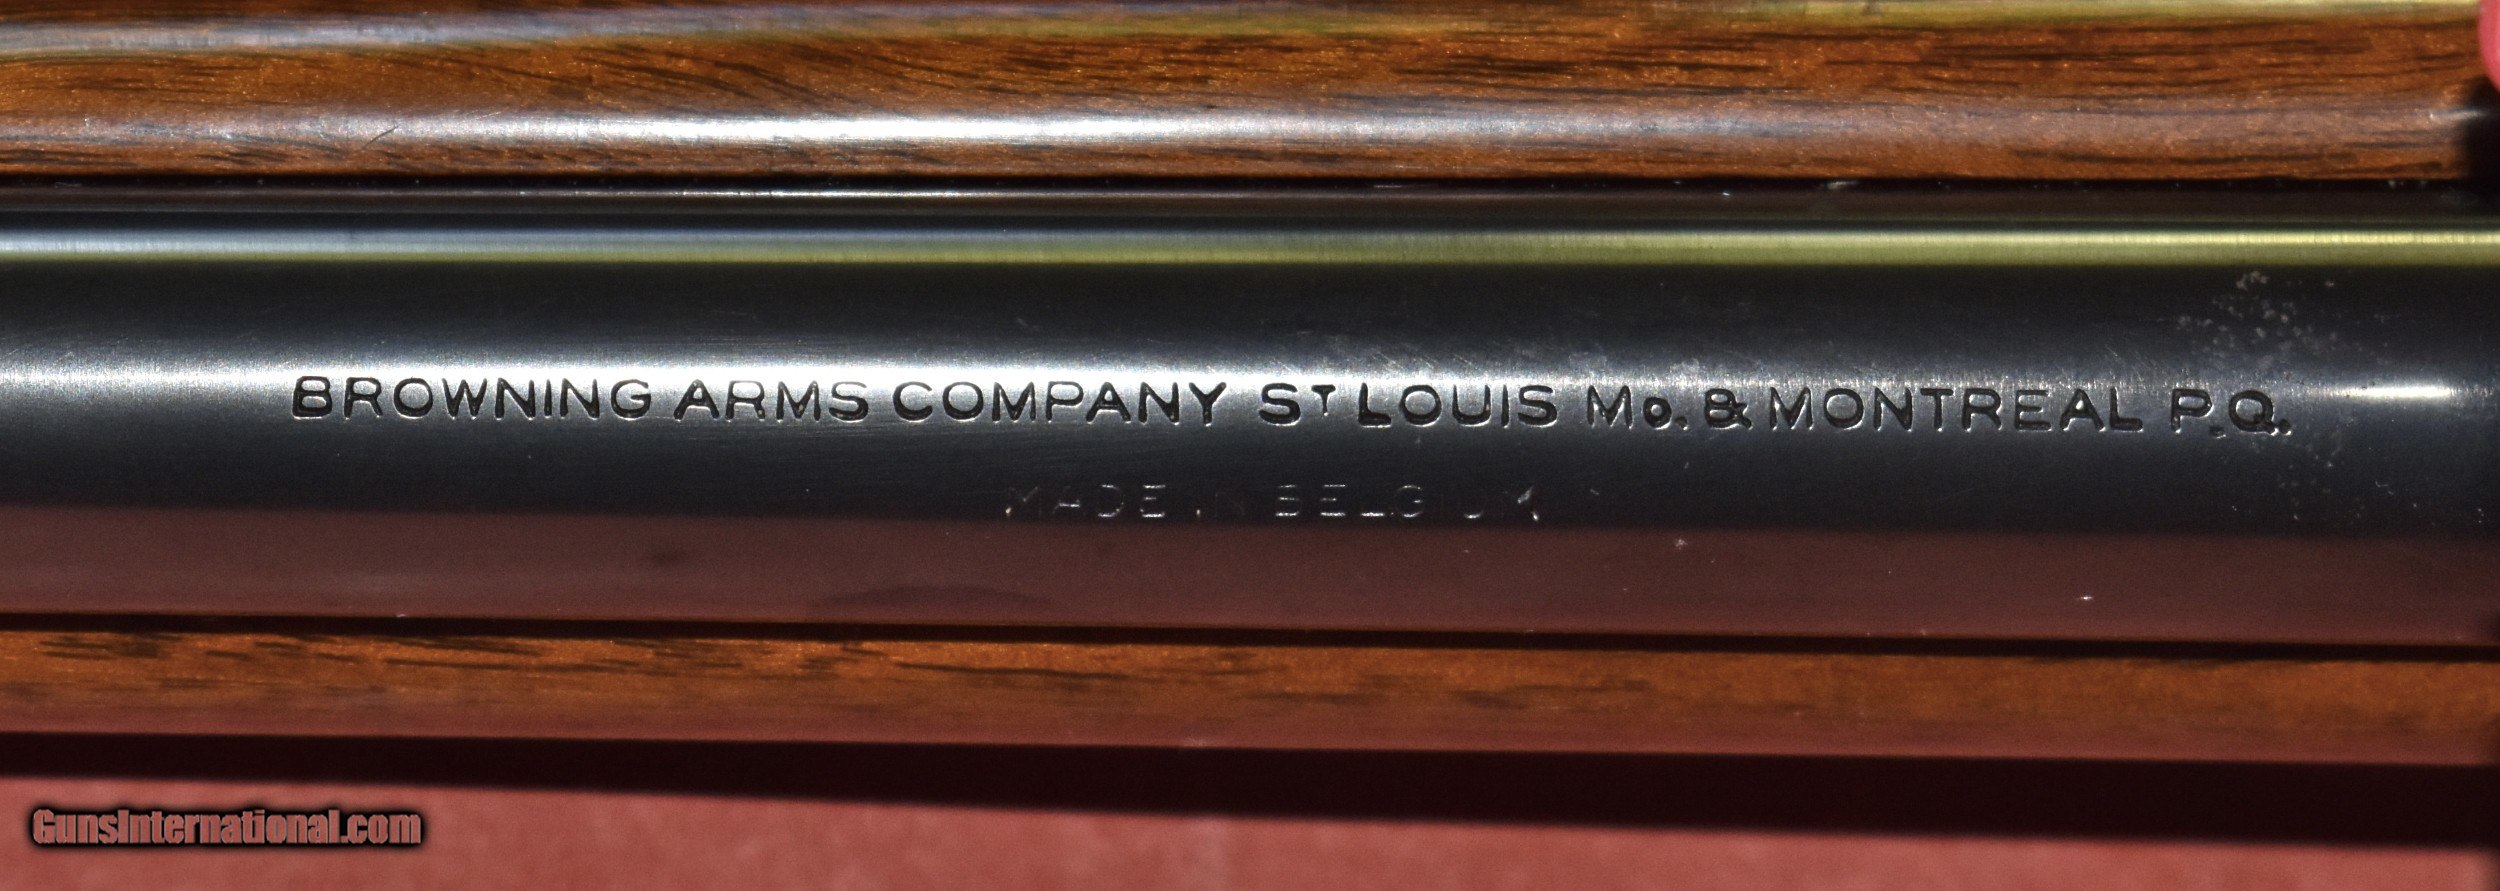 BROWNING ARMS COMPANY ST LOUIS Mo. & MONTREAL P.Q.
MADE IN BELGIUM
GunsInternational.com